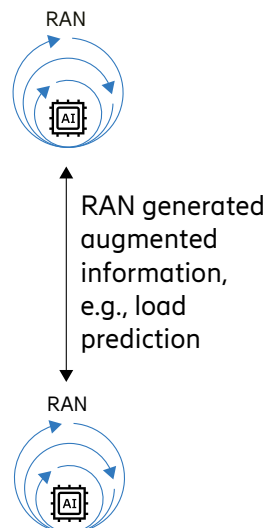 RAN
AI
RAN generated
augmented
information,
e.g., load
prediction
RAN
AI